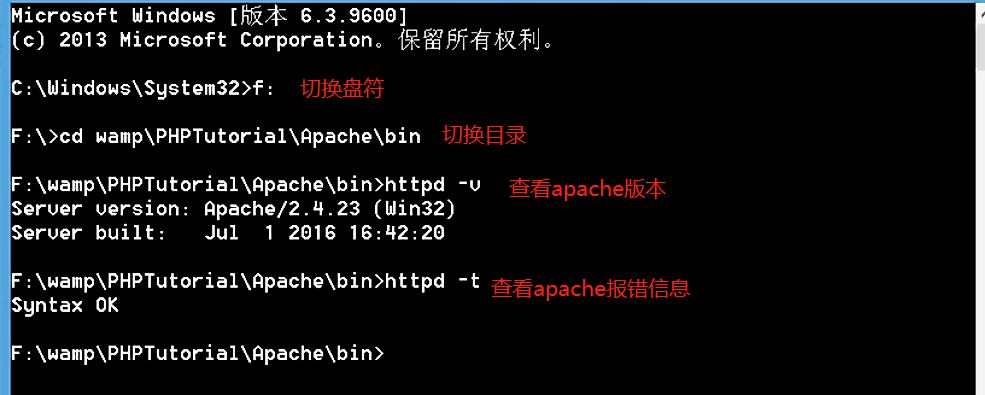 Microsoft Windows [版本 6.3.9600]
(c) 2013 Microsoft Corporation。保留所有权利。
C:\Windows\System32>f: 切换盘符
F:\>cd wamp\PHPTutorial\Apache\bin 切换目录
F:\wamp\PHPTutorial\Apache\bin>httpd -v 查看apache版本
Server version: Apache/2.4.23 (Win32)
Server built:   Jul  1 2016 16:42:20
F:\wamp\PHPTutorial\Apache\bin>httpd -t 查看apache报错信息
Syntax OK
F:\wamp\PHPTutorial\Apache\bin>